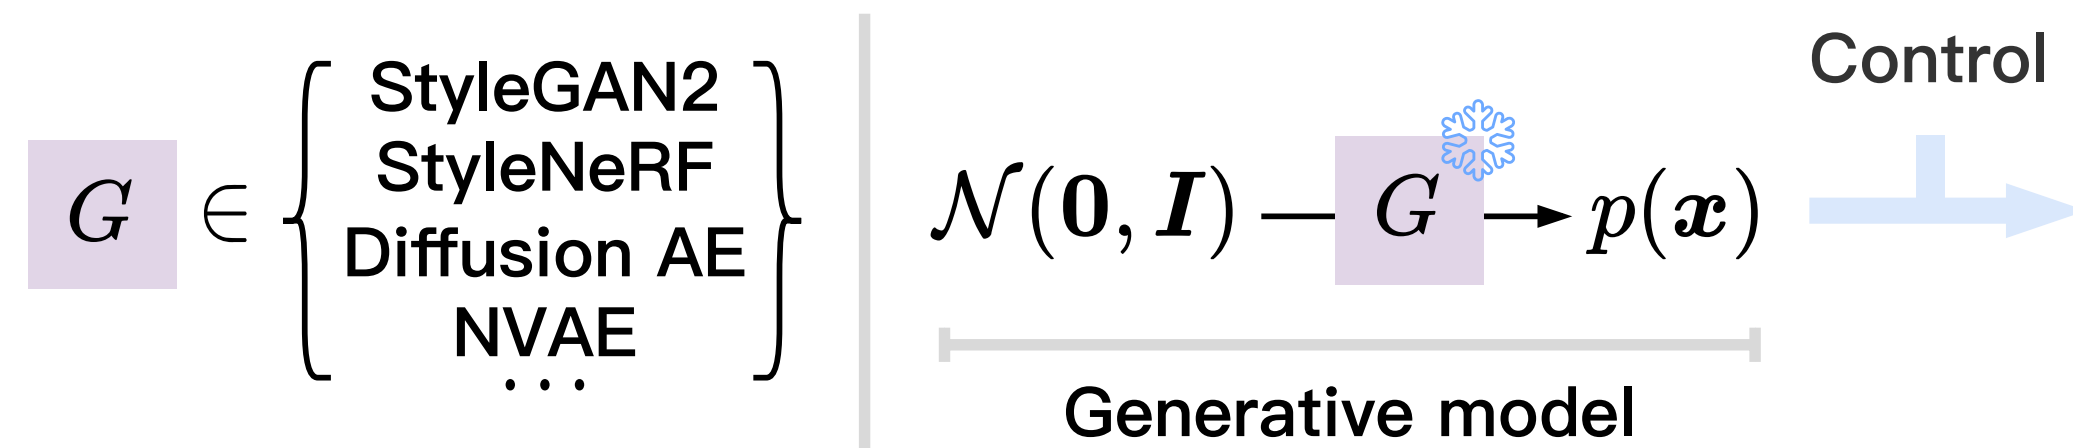 G ∈ {
StyleGAN2
StyleNeRF
Diffusion AE
NVAE
...
}
𝒩(0, I) G p(x)
Generative model
Control